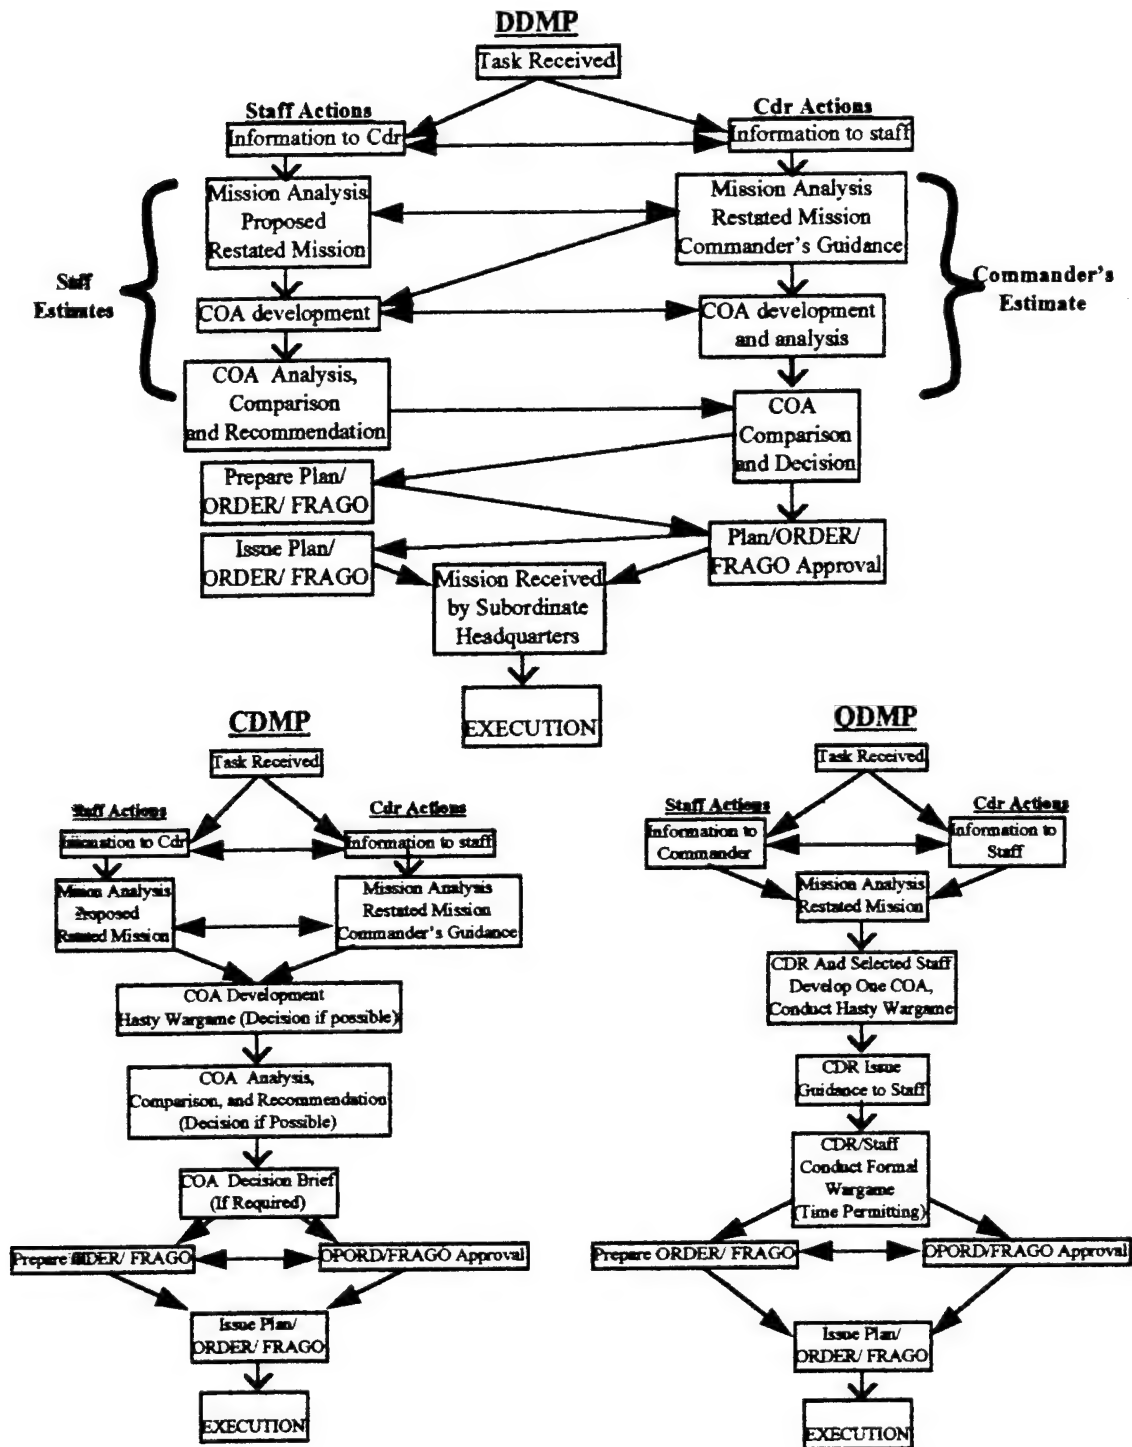 DDMP
Task Received
Staff Actions
Information to Cdr
Cdr Actions
Information to staff
Mission Analysis
Proposed
Restated Mission
Mission Analysis
Restated Mission
Commander's Guidance
Staff
Estimates
Commander's
Estimate
COA development
COA development
and analysis
COA Analysis,
Comparison
and Recommendation
COA
Comparison
and Decision
Prepare Plan/
ORDER/ FRAGO
Plan/ORDER/
FRAGO Approval
Issue Plan/
ORDER/ FRAGO
Mission Received
by Subordinate
Headquarters
EXECUTION
CDMP
Task Received
Staff Actions
Information to Cdr
Cdr Actions
Information to staff
Mission Analysis
Proposed
Restated Mission
Mission Analysis
Restated Mission
Commander's Guidance
COA Development
Hasty Wargame (Decision if possible)
COA Analysis,
Comparison, and Recommendation
(Decision if Possible)
COA Decision Brief
(If Required)
Prepare ORDER/ FRAGO
OPORD/FRAGO Approval
Issue Plan/
ORDER/ FRAGO
EXECUTION
QDMP
Task Received
Staff Actions
Information to
Commander
Cdr Actions
Information to
Staff
Mission Analysis
Restated Mission
CDR And Selected Staff
Develop One COA,
Conduct Hasty Wargame
CDR Issue
Guidance to Staff
CDR/Staff
Conduct Formal
Wargame
(Time Permitting)
Prepare ORDER/ FRAGO
OPORD/FRAGO Approval
Issue Plan/
ORDER/ FRAGO
EXECUTION